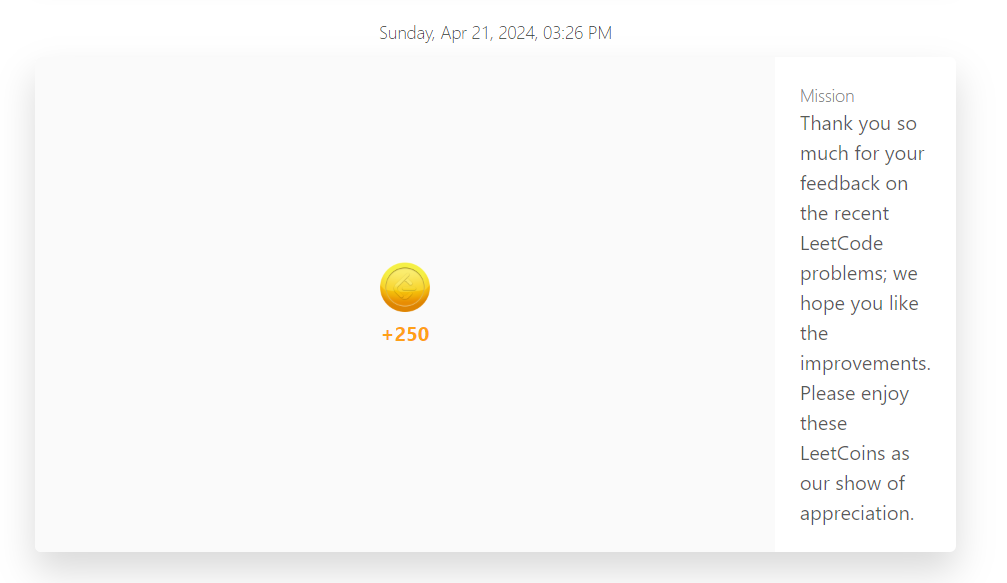 Sunday, Apr 21, 2024, 03:26 PM
+250
Mission
Thank you so
much for your
feedback on
the recent
LeetCode
problems; we
hope you like
the
improvements.
Please enjoy
these
LeetCoins as
our show of
appreciation.